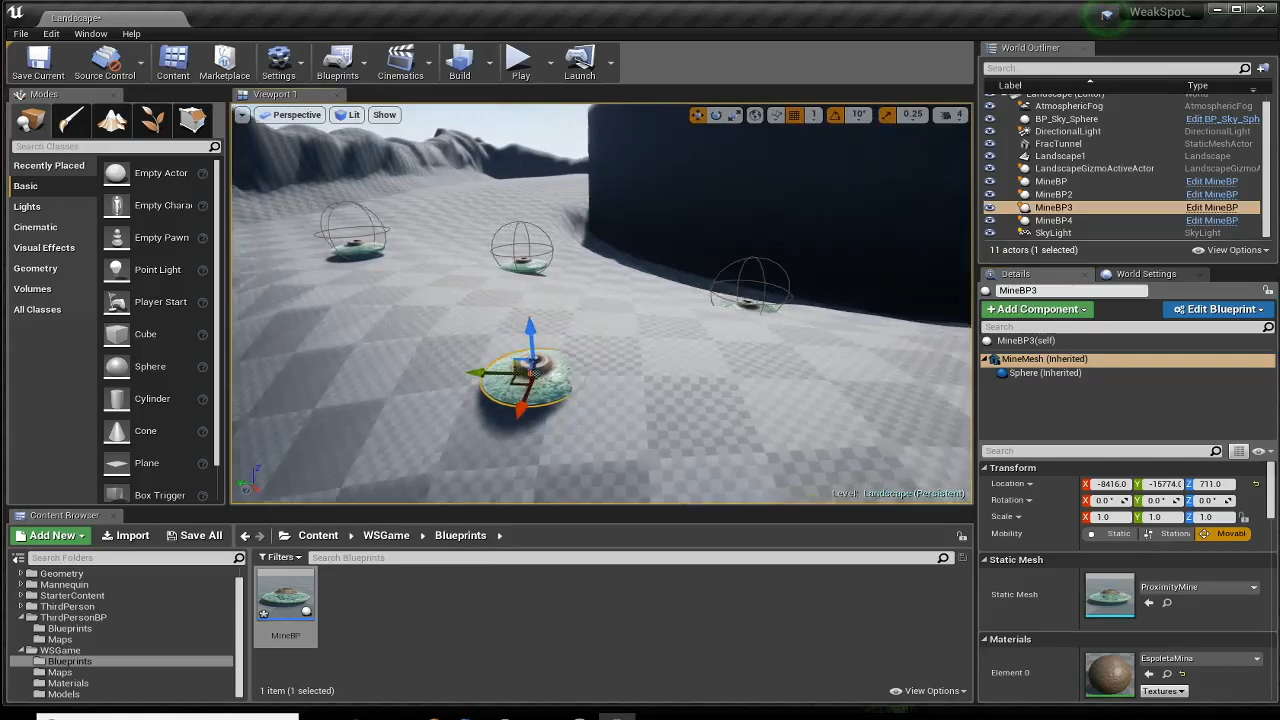 Landscape*
WeakSpot_
File Edit Window Help
Save Current
Source Control
Content
Marketplace
Settings
Blueprints
Cinematics
Build
Play
Launch
Modes
Search Classes
Recently Placed
Basic
Lights
Cinematic
Visual Effects
Geometry
Volumes
All Classes
Empty Actor
Empty Chara
Empty Pawn
Point Light
Player Start
Cube
Sphere
Cylinder
Cone
Plane
Box Trigger
Viewport 1
Perspective Lit Show
1 10° 0.25 4
Level: Landscape (Persistent)
World Outliner
Search
Label Type
Landscape (Editor) World
AtmosphericFog AtmosphericFog
BP_Sky_Sphere Edit BP_Sky_Sph
DirectionalLight DirectionalLight
FracTunnel StaticMeshActor
Landscape1 Landscape
LandscapeGizmoActiveActor LandscapeGizmo
MineBP Edit MineBP
MineBP2 Edit MineBP
MineBP3 Edit MineBP
MineBP4 Edit MineBP
SkyLight SkyLight
11 actors (1 selected) View Options
Details World Settings
MineBP3
Add Component Edit Blueprint
Search
MineBP3(self)
MineMesh (Inherited)
Sphere (Inherited)
Search
Transform
Location X -8416.0 Y -15774.0 Z 711.0
Rotation X 0.0° Y 0.0° Z 0.0°
Scale X 1.0 Y 1.0 Z 1.0
Mobility Static Station Movabl
Static Mesh
Static Mesh ProximityMine
Materials
Element 0 EspoletaMina
Textures
Content Browser
Add New Import Save All Content WSGame Blueprints
Search Folders
Geometry
Mannequin
StarterContent
ThirdPerson
ThirdPersonBP
Blueprints
Maps
WSGame
Blueprints
Maps
Materials
Models
Filters Search Blueprints
MineBP
1 item (1 selected) View Options